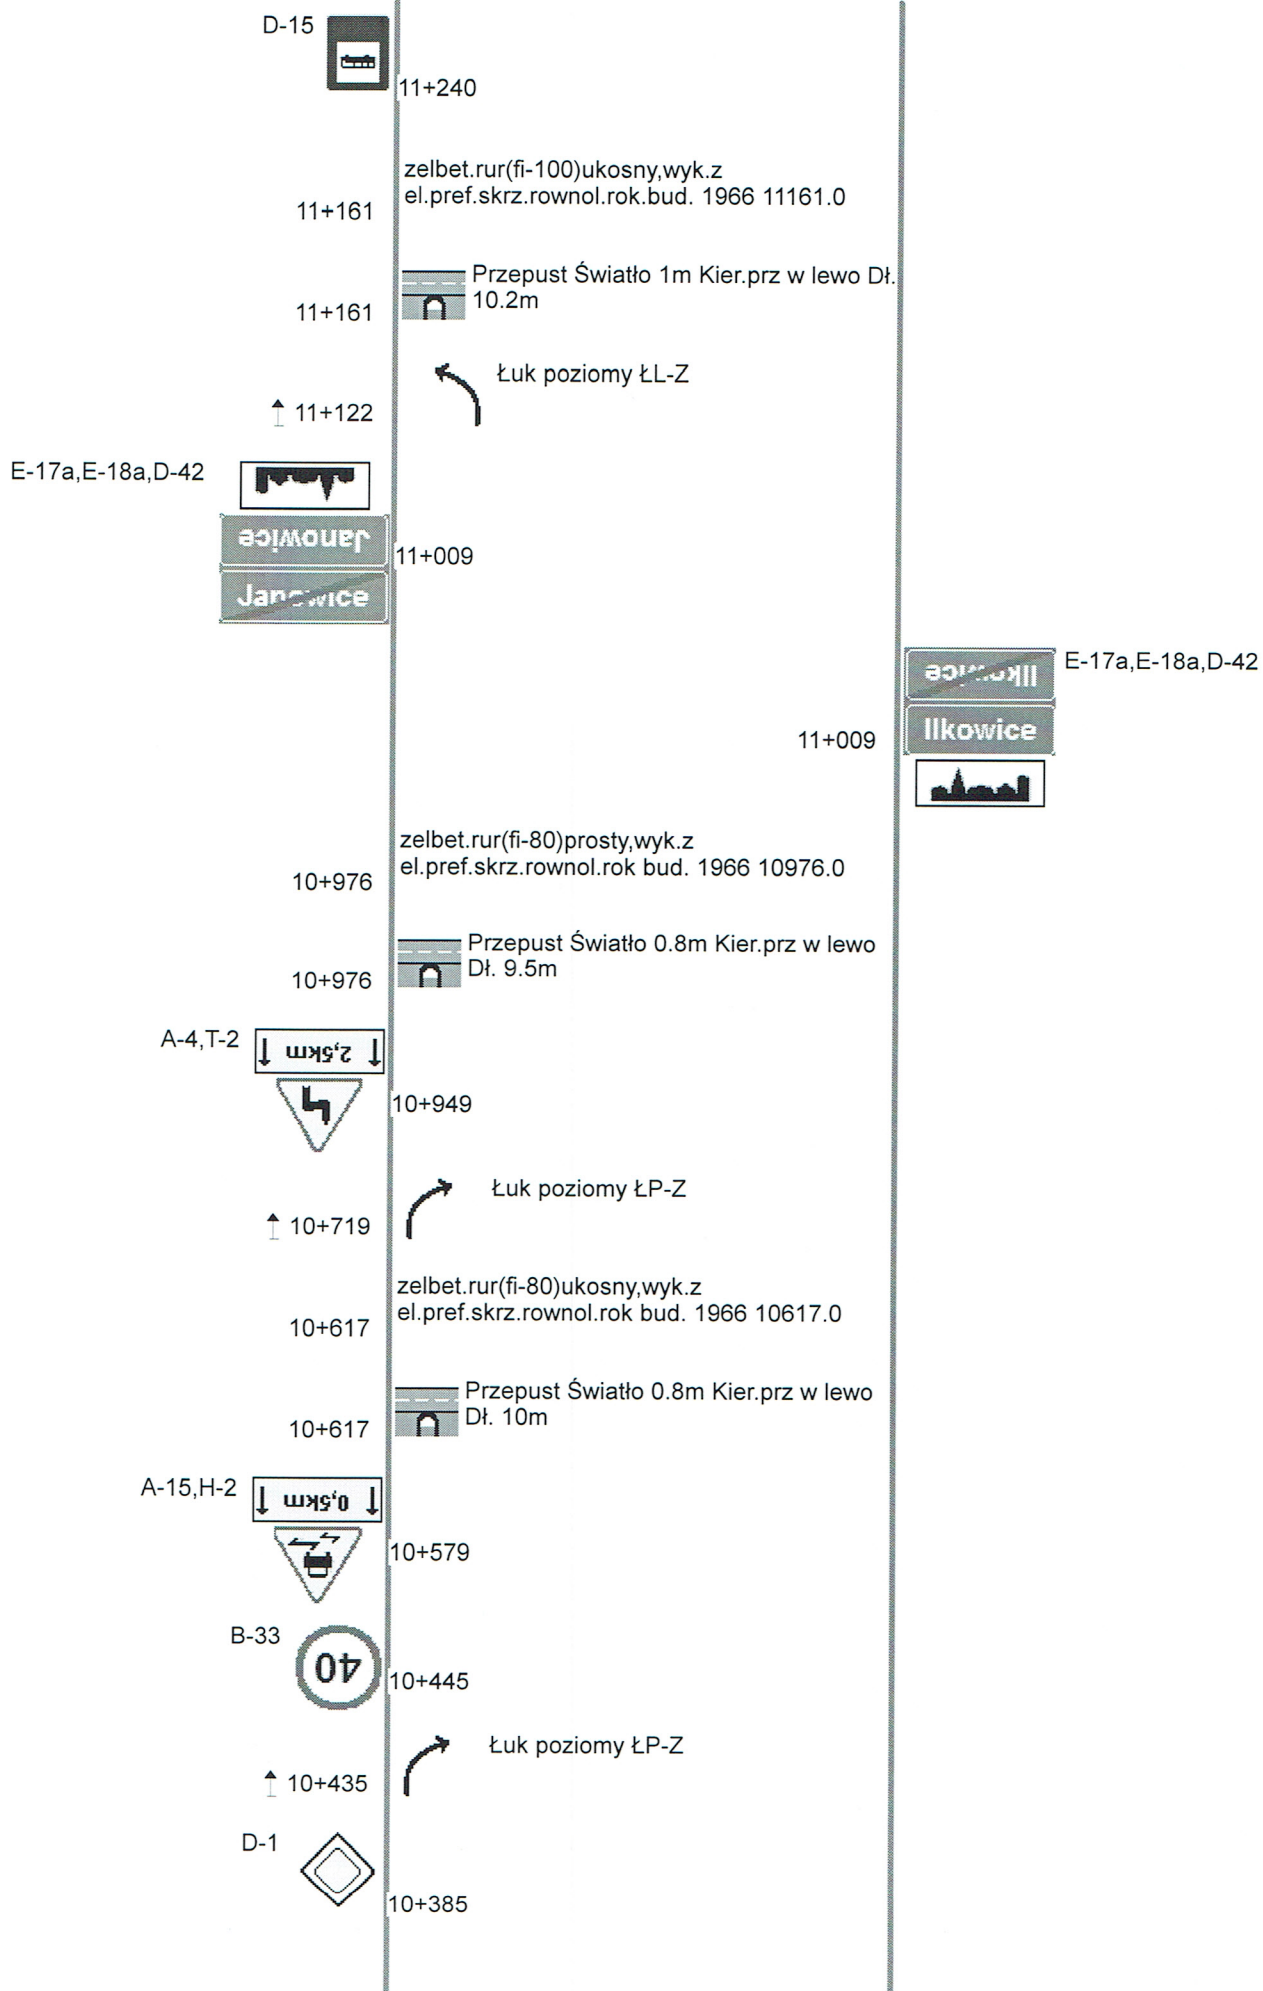 D-15
11+240
zelbet.rur(fi-100)ukosny,wyk.z
el.pref.skrz.rownol.rok.bud. 1966 11161.0
11+161
Przepust Światło 1m Kier.prz w lewo Dł.
10.2m
11+161
Łuk poziomy ŁL-Z
11+122
E-17a,E-18a,D-42
Janowice
11+009
Janowice
Ilkowice
E-17a,E-18a,D-42
Ilkowice
11+009
zelbet.rur(fi-80)prosty,wyk.z
el.pref.skrz.rownol.rok bud. 1966 10976.0
10+976
Przepust Światło 0.8m Kier.prz w lewo
Dł. 9.5m
10+976
A-4,T-2
2,5km
10+949
Łuk poziomy ŁP-Z
10+719
zelbet.rur(fi-80)ukosny,wyk.z
el.pref.skrz.rownol.rok bud. 1966 10617.0
10+617
Przepust Światło 0.8m Kier.prz w lewo
Dł. 10m
10+617
A-15,H-2
0,5km
10+579
B-33
40
10+445
Łuk poziomy ŁP-Z
10+435
D-1
10+385